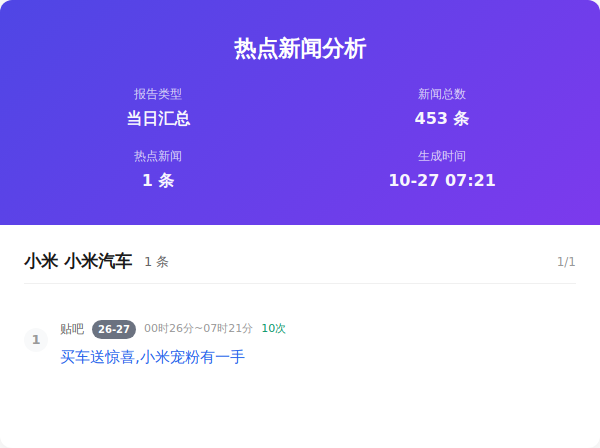 热点新闻分析
报告类型
当日汇总
新闻总数
453 条
热点新闻
1 条
生成时间
10-27 07:21
小米 小米汽车 1 条 1/1
1 贴吧 26-27 00时26分~07时21分 10次
买车送惊喜,小米宠粉有一手